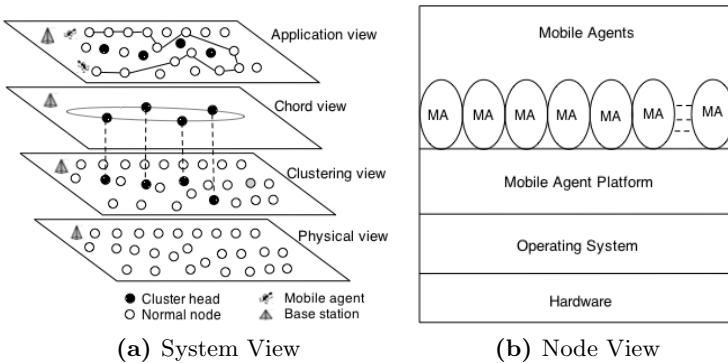 Application view
Chord view
Clustering view
Physical view
Cluster head
Normal node
Mobile agent
Base station
(a) System View
Mobile Agents
MA MA MA MA MA MA MA
Mobile Agent Platform
Operating System
Hardware
(b) Node View